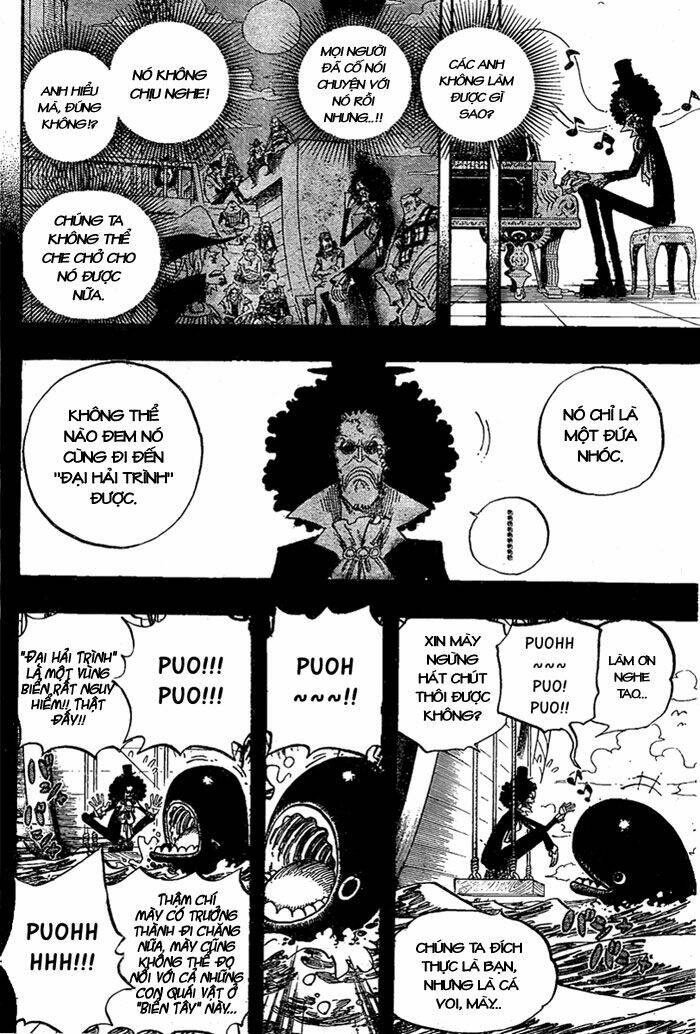 CÁC ANH
KHÔNG LÀM
ĐƯỢC GÌ
SAO?
MỌI NGƯỜI
ĐÃ CỐ NÓI
CHUYỆN VỚI
NÓ RỒI
NHƯNG...!!
NÓ KHÔNG
CHỊU NGHE!
ANH HIỂU
MÀ, ĐÚNG
KHÔNG!?
CHÚNG TA
KHÔNG THỂ
CHE CHỞ CHO
NÓ ĐƯỢC
NỮA.
NÓ CHỈ LÀ
MỘT ĐỨA
NHÓC.
KHÔNG THỂ
NÀO ĐEM NÓ
CÙNG ĐI ĐẾN
"ĐẠI HẢI TRÌNH"
ĐƯỢC.
LÀM ƠN
NGHE
TAO...
PUOHH
~~~
PUO!
PUO!!
XIN MÀY
NGỪNG
HÁT CHÚT
THÔI ĐƯỢC
KHÔNG?
CHÚNG TA ĐÍCH
THỰC LÀ BẠN,
NHƯNG LÀ CÁ
VOI, MÀY...
PUOH
~~~!!
PUO!!!
PUO!!!
"ĐẠI HẢI TRÌNH"
LÀ MỘT VÙNG
BIỂN RẤT NGUY
HIỂM!! THẬT
ĐẤY!!
THẬM CHÍ
MÀY CÓ TRƯỞNG
THÀNH ĐI CHĂNG
NỮA, MÀY CŨNG
KHÔNG THỂ ĐỌ
NỔI VỚI CẢ NHỮNG
CON QUÁI VẬT Ở
"BIỂN TÂY" NÀY...
PUOHH
HHH!!!